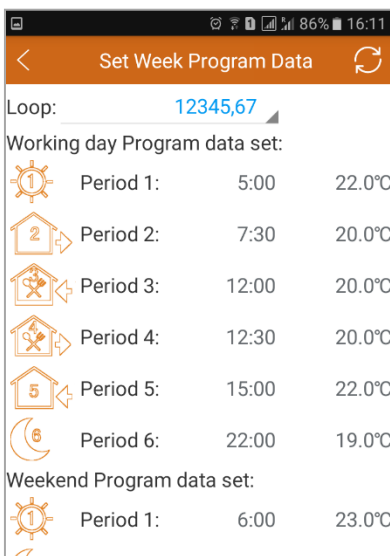 86% 16:11
Set Week Program Data
Loop: 12345,67
Working day Program data set:
1 Period 1: 5:00 22.0℃
2 Period 2: 7:30 20.0℃
3 Period 3: 12:00 20.0℃
4 Period 4: 12:30 20.0℃
5 Period 5: 15:00 22.0℃
6 Period 6: 22:00 19.0℃
Weekend Program data set:
1 Period 1: 6:00 23.0℃